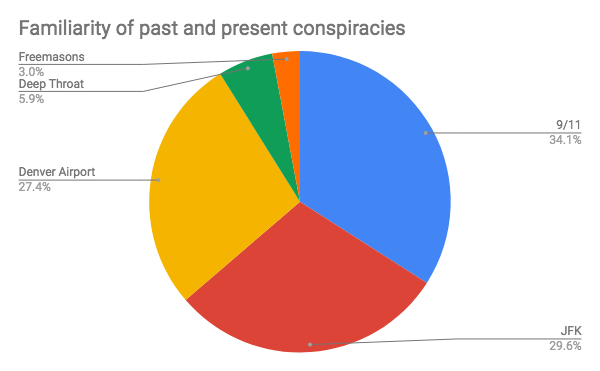 Familiarity of past and present conspiracies
Freemasons
3.0%
Deep Throat
5.9%
9/11
34.1%
Denver Airport
27.4%
JFK
29.6%